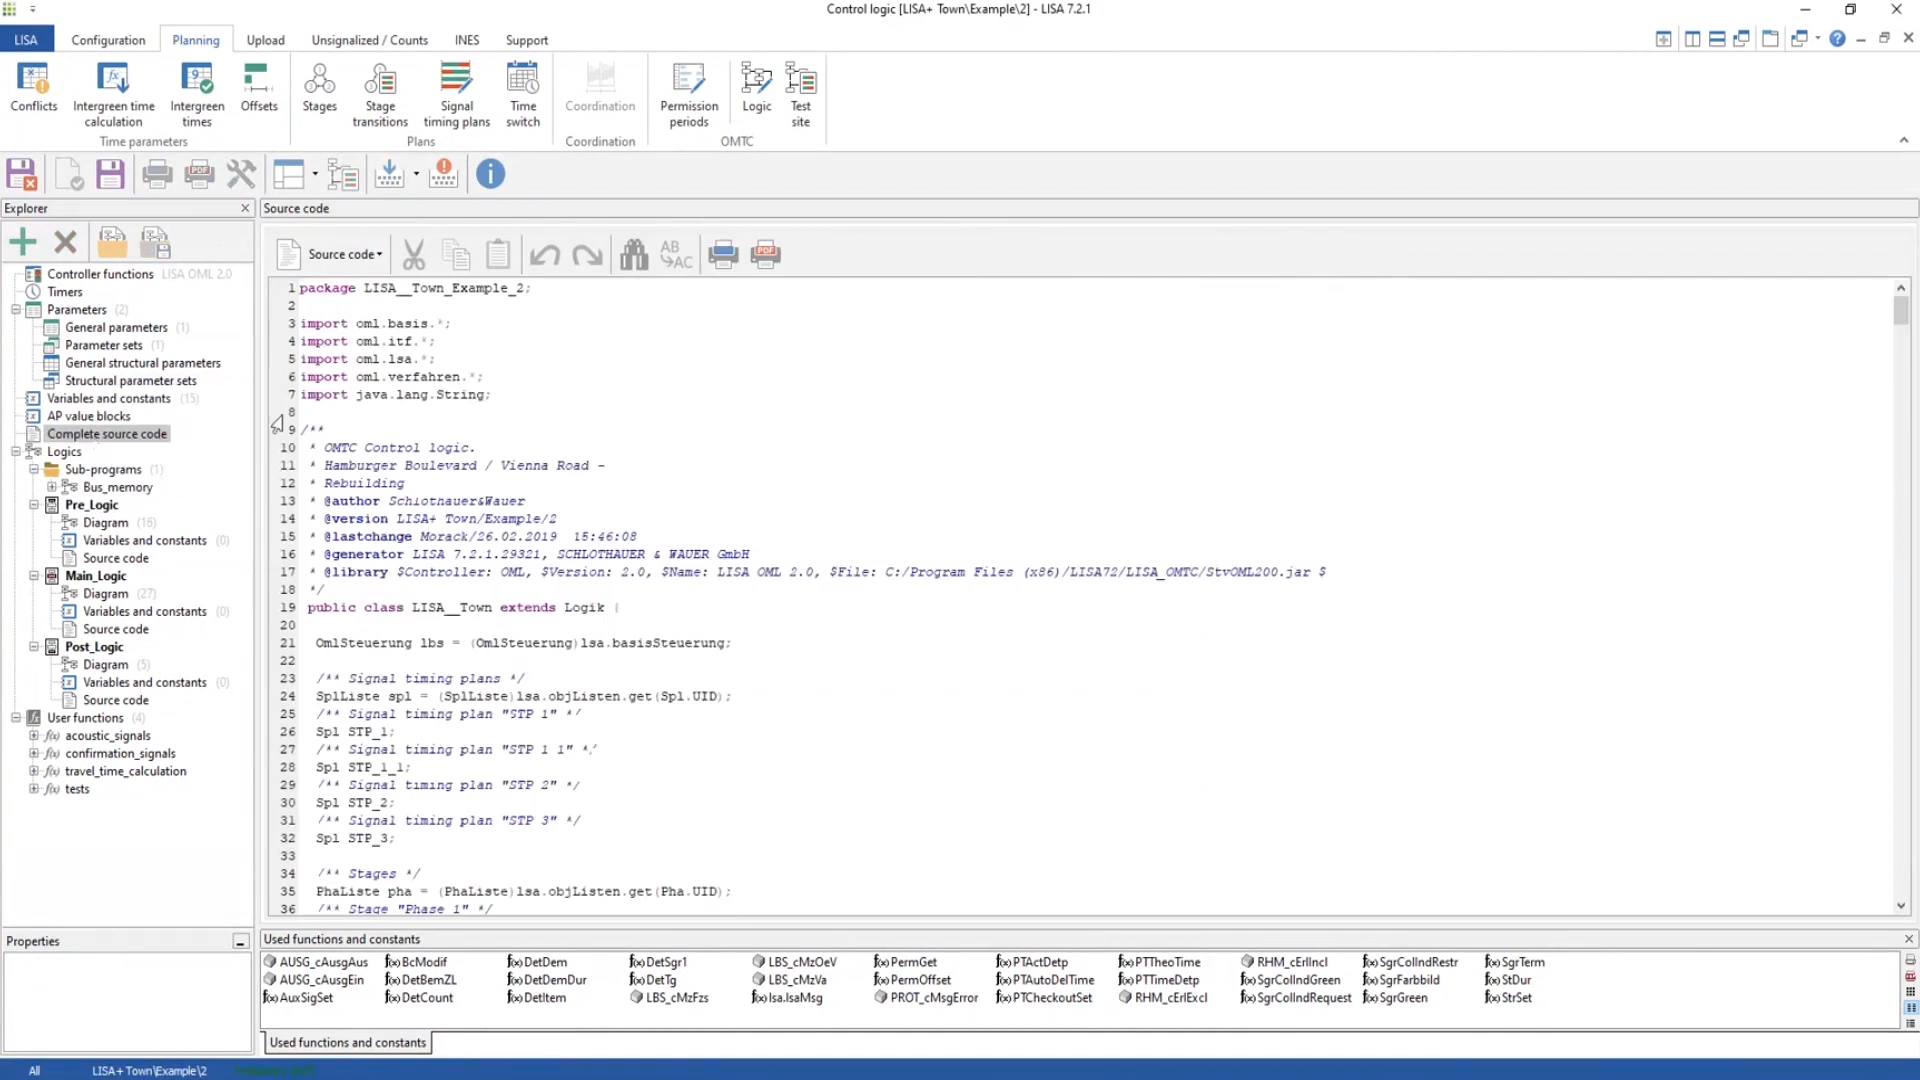 Control logic [LISA+ Town\Example\2] - LISA 7.2.1
LISA
Configuration
Planning
Upload
Unsignalized / Counts
INES
Support
Conflicts
Intergreen time
calculation
Intergreen
times
Offsets
Stages
Stage
transitions
Signal
timing plans
Time
switch
Coordination
Permission
periods
Logic
Test
site
Time parameters
Plans
Coordination
OMTC
Explorer
Source code
Controller functions LISA OML 2.0
Timers
Parameters (2)
General parameters (1)
Parameter sets (1)
General structural parameters
Structural parameter sets
Variables and constants (15)
AP value blocks
Complete source code
Logics
Sub-programs (1)
Bus_memory
Pre_Logic
Diagram (16)
Variables and constants (0)
Source code
Main_Logic
Diagram (27)
Variables and constants (0)
Source code
Post_Logic
Diagram (5)
Variables and constants (0)
Source code
User functions (4)
f(x) acoustic_signals
f(x) confirmation_signals
f(x) travel_time_calculation
f(x) tests
Source code
AB
AC
PDF
1 package LISA__Town_Example_2;
2
3 import oml.basis.*;
4 import oml.itf.*;
5 import oml.lsa.*;
6 import oml.verfahren.*;
7 import java.lang.String;
8
9 /**
10 * OMTC Control logic.
11 * Hamburger Boulevard / Vienna Road -
12 * Rebuilding
13 * @author Schlothauer&Wauer
14 * @version LISA+ Town/Example/2
15 * @lastchange Morack/26.02.2019 15:46:08
16 * @generator LISA 7.2.1.29321, SCHLOTHAUER & WAUER GmbH
17 * @library $Controller: OML, $Version: 2.0, $Name: LISA OML 2.0, $File: C:/Program Files (x86)/LISA72/LISA_OMTC/StvOML200.jar $
18 */
19 public class LISA__Town extends Logik {
20
21 OmlSteuerung lbs = (OmlSteuerung)lsa.basisSteuerung;
22
23 /** Signal timing plans */
24 SplListe spl = (SplListe)lsa.objListen.get(Spl.UID);
25 /** Signal timing plan "STP 1" */
26 Spl STP_1;
27 /** Signal timing plan "STP 1 1" */
28 Spl STP_1_1;
29 /** Signal timing plan "STP 2" */
30 Spl STP_2;
31 /** Signal timing plan "STP 3" */
32 Spl STP_3;
33
34 /** Stages */
35 PhaListe pha = (PhaListe)lsa.objListen.get(Pha.UID);
36 /** Stage "Phase 1" */
Properties
Used functions and constants
AUSG_cAusgAus f(x) BcModif f(x) DetDem f(x) DetSgr1 LBS_cMzOeV f(x) PermGet f(x) PTActDetp f(x) PTTheoTime RHM_cErlIncl f(x) SgrCollndRestr f(x) SgrTerm
AUSG_cAusgEin f(x) DetBemZL f(x) DetDemDur f(x) DetTg LBS_cMzVa f(x) PermOffset f(x) PTAutoDelTime f(x) PTTimeDetp f(x) SgrCollndGreen f(x) SgrFarbbild f(x) StDur
f(x) AuxSigSet f(x) DetCount f(x) DetItem LBS_cMzFzs f(x) lsa.lsaMsg PROT_cMsgError f(x) PTCheckoutSet RHM_cErlExcl f(x) SgrCollndRequest f(x) SgrGreen f(x) StrSet
Used functions and constants
All
LISA+ Town\Example\2